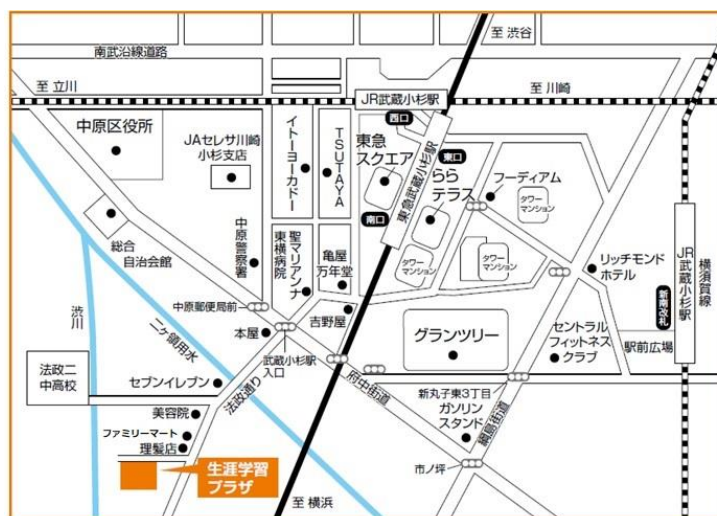 至 渋谷
南武沿線道路
至 立川
至 川崎
JR武蔵小杉駅
西口
中原区役所
JAセレサ川崎
小杉支店
イトーヨーカドー
TSUTAYA
東急
スクエア
東急武蔵小杉駅
東口
らら
テラス
フーディアム
タワー
マンション
南口
総合
自治会館
中原警察署
聖マリアンナ
東横病院
亀屋
万年堂
タワー
マンション
タワー
マンション
リッチモンド
ホテル
新南改札
JR武蔵小杉駅
横須賀線
中原郵便局前
吉野屋
渋川
二ヶ領用水
本屋
武蔵小杉駅
入口
グランツリー
セントラル
フィットネス
クラブ
駅前広場
法政二
中高校
セブンイレブン
法政通り
府中街道
新丸子東3丁目
美容院
ガソリン
スタンド
綱島街道
ファミリーマート
理髪店
生涯学習
プラザ
市ノ坪
至 横浜